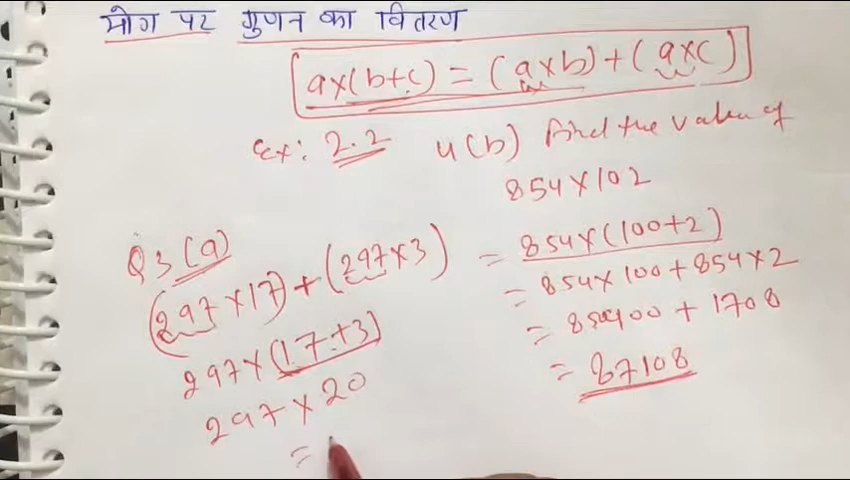 योग पर गुणन का वितरण
a×(b+c) = (a×b)+(a×c)
Ex: 2.2
4(b) find the value of
854×102
= 854×(100+2)
= 854×100+854×2
= 85400 + 1708
= 87108
Q3(a)
(297×17)+(297×3)
297×(17+3)
297×20
=